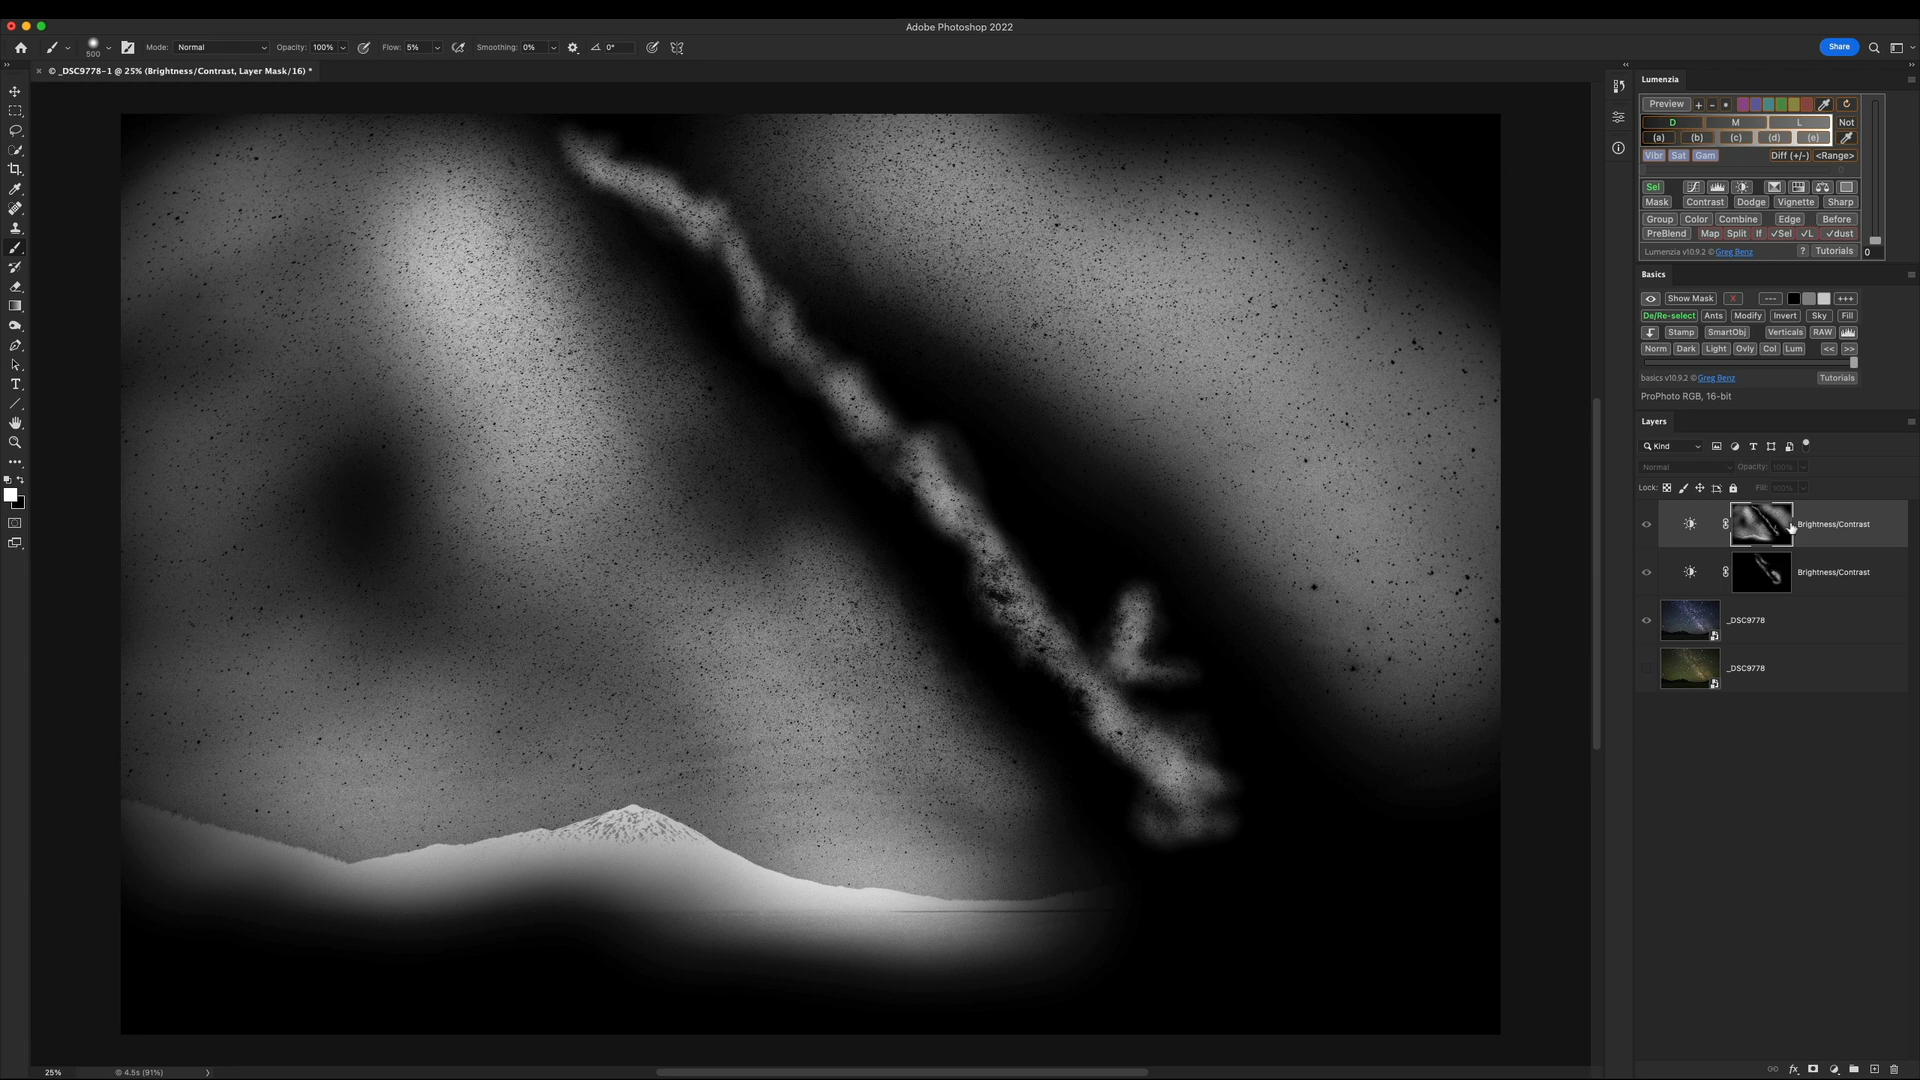 Adobe Photoshop 2022
500 Mode: Normal Opacity: 100% Flow: 5% Smoothing: 0% 0° Share
× © _DSC9778-1 @ 25% (Brightness/Contrast, Layer Mask/16) *
Lumenzia
Preview + - •
D M L Not
(a) (b) (c) (d) (e)
Vibr Sat Gam Diff (+/-) <Range>
Sel
Mask Contrast Dodge Vignette Sharp
Group Color Combine Edge Before
PreBlend Map Split If ✓Sel ✓L ✓dust
Lumenzia v10.9.2 © Greg Benz ? Tutorials 0
Basics
Show Mask X --- +++
De/Re-select Ants Modify Invert Sky Fill
Stamp SmartObj Verticals RAW
Norm Dark Light Ovly Col Lum << >>
basics v10.9.2 © Greg Benz Tutorials
ProPhoto RGB, 16-bit
Layers
Kind
Normal Opacity: 100%
Lock: Fill: 100%
Brightness/Contrast
Brightness/Contrast
_DSC9778
_DSC9778
25% © 4.5s (91%)